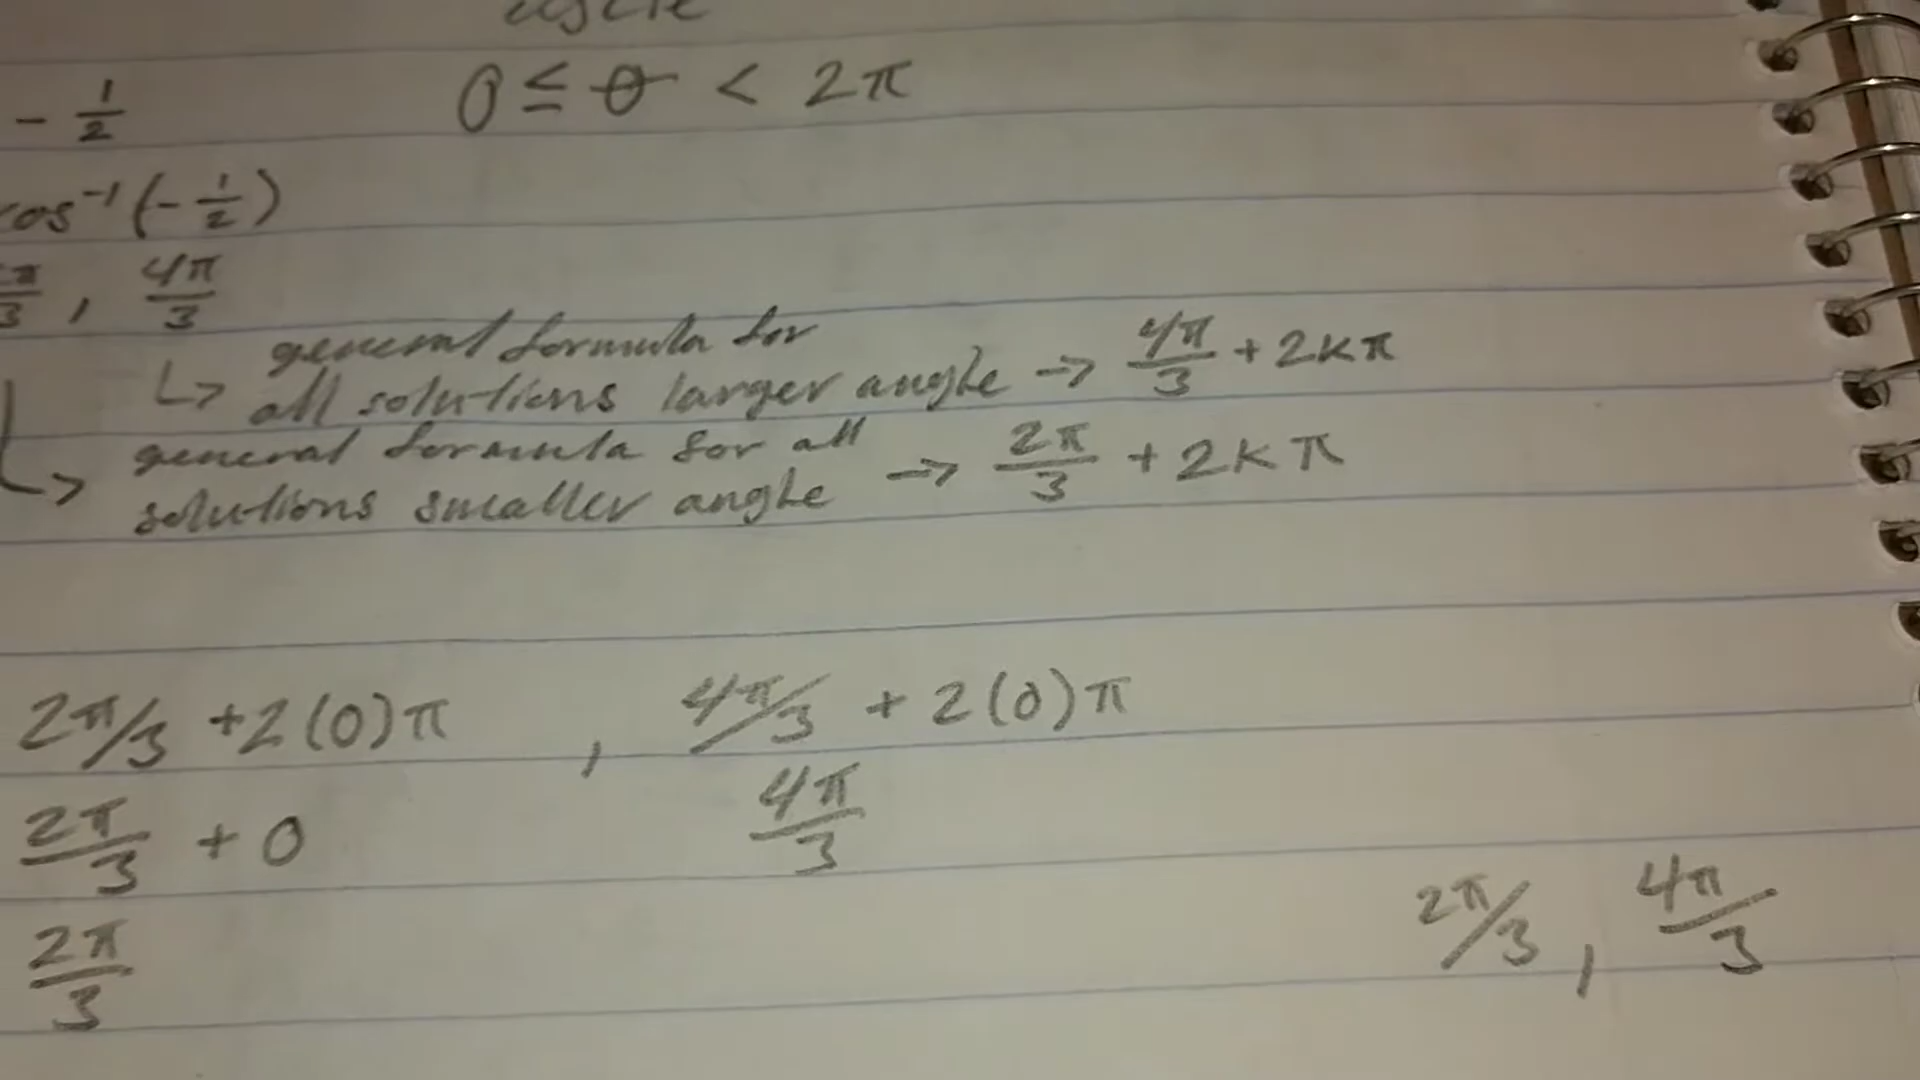 - 1/2 0 ≤ θ < 2π
cos⁻¹(-1/2)
π/3, 4π/3
↳ general formula for
all solutions larger angle → 4π/3 + 2kπ
↳ general formula for all
solutions smaller angle → 2π/3 + 2kπ
2π/3 + 2(0)π , 4π/3 + 2(0)π
2π/3 + 0 4π/3
2π/3 2π/3, 4π/3